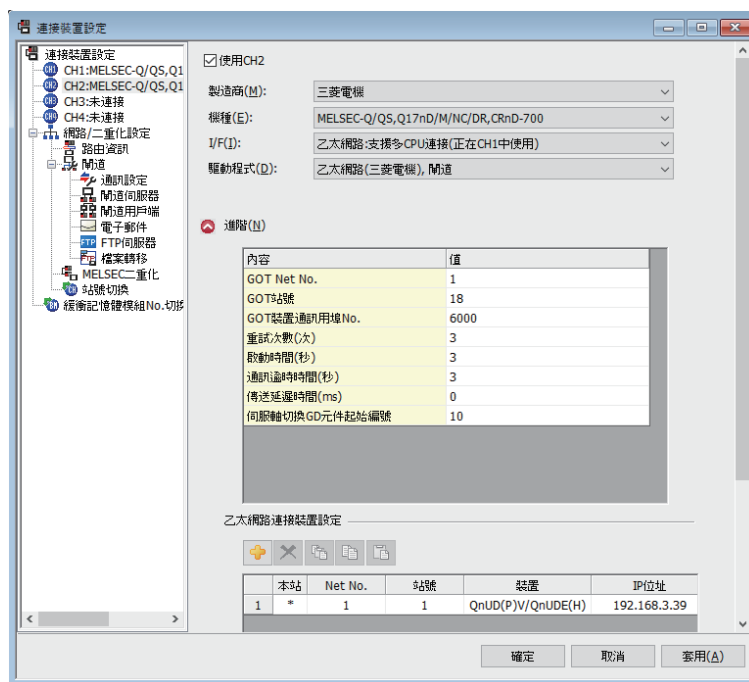 連接裝置設定
連接裝置設定
CH1:MELSEC-Q/QS,Q1
CH2:MELSEC-Q/QS,Q1
CH3:未連接
CH4:未連接
網路/二重化設定
路由資訊
閘道
通訊設定
閘道伺服器
閘道用戶端
電子郵件
FTP伺服器
檔案轉移
MELSEC二重化
站號切換
緩衝記憶體模組No.切換
使用CH2
製造商(M): 三菱電機
機種(E): MELSEC-Q/QS,Q17nD/M/NC/DR,CRnD-700
I/F(I): 乙太網路:支援多CPU連接(正在CH1中使用)
驅動程式(D): 乙太網路(三菱電機), 閘道
進階(N)
內容 值
GOT Net No. 1
GOT站號 18
GOT裝置通訊用埠No. 6000
重試次數(次) 3
啟動時間(秒) 3
通訊逾時時間(秒) 3
傳送延遲時間(ms) 0
伺服軸切換GD元件起始編號 10
乙太網路連接裝置設定
本站 Net No. 站號 裝置 IP位址
1 * 1 1 QnUD(P)V/QnUDE(H) 192.168.3.39
確定 取消 套用(A)